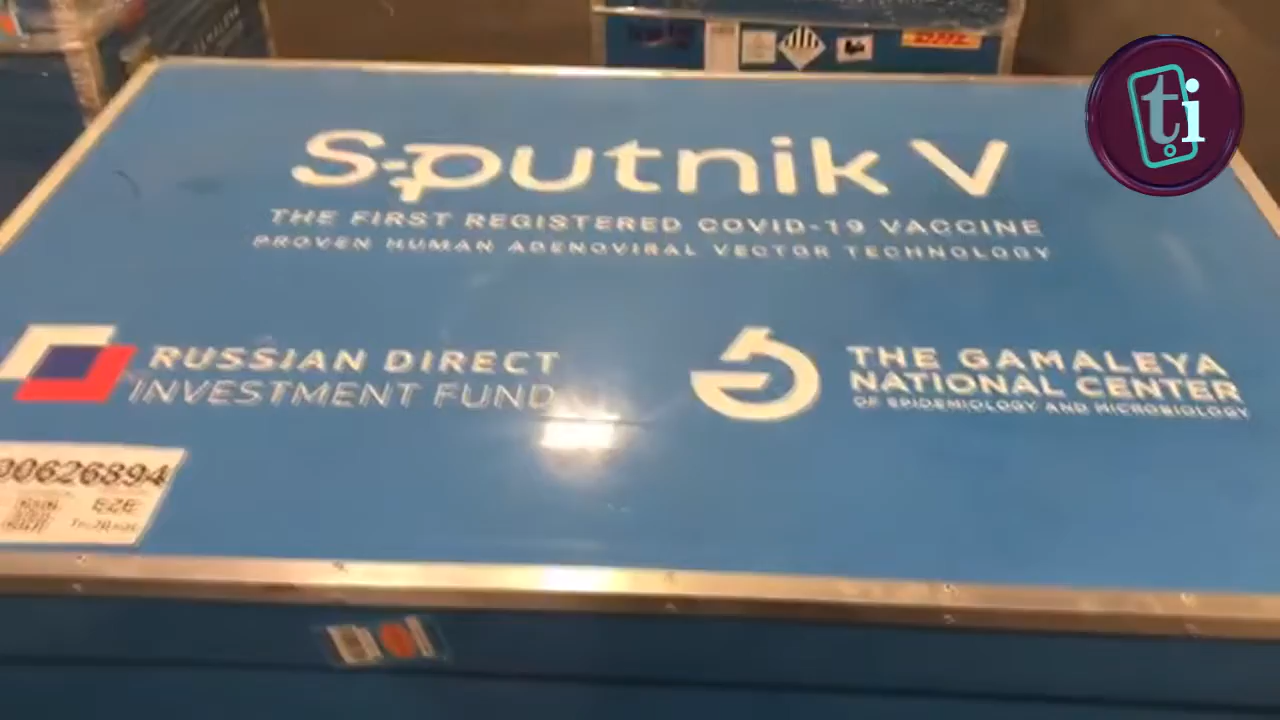 DHL
ti
Sputnik V
THE FIRST REGISTERED COVID-19 VACCINE
PROVEN HUMAN ADENOVIRAL VECTOR TECHNOLOGY
RUSSIAN DIRECT
INVESTMENT FUND
THE GAMALEYA
NATIONAL CENTER
OF EPIDEMIOLOGY AND MICROBIOLOGY
00626894